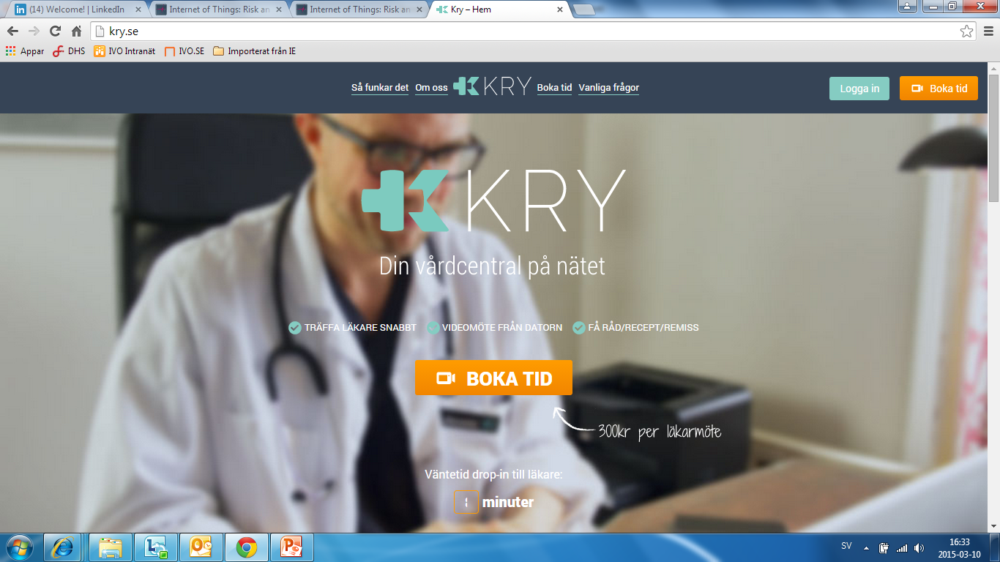 (14) Welcome! | LinkedIn
Internet of Things: Risk an
Internet of Things: Risk an
Kry – Hem
kry.se
Appar DHS IVO Intranät IVO.SE Importerat från IE
Så funkar det Om oss KRY Boka tid Vanliga frågor Logga in Boka tid
KRY
Din vårdcentral på nätet
TRÄFFA LÄKARE SNABBT VIDEOMÖTE FRÅN DATORN FÅ RÅD/RECEPT/REMISS
BOKA TID
300kr per läkarmöte
Väntetid drop-in till läkare:
minuter
SV 16:33
2015-03-10